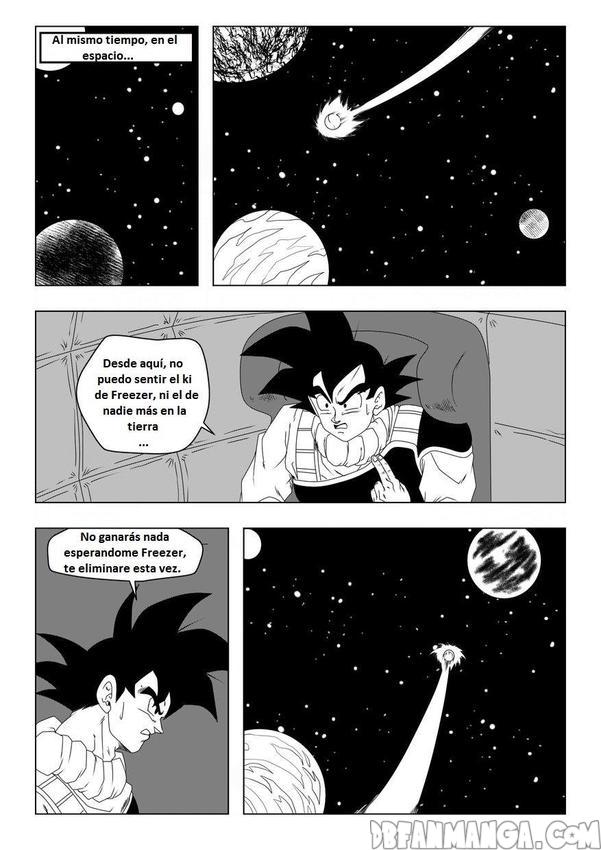 Al mismo tiempo, en el
espacio...
Desde aquí, no
puedo sentir el ki
de Freezer, ni el de
nadie más en la
tierra
...
No ganarás nada
esperandome Freezer,
te eliminare esta vez.
DBFANMANGA.COM